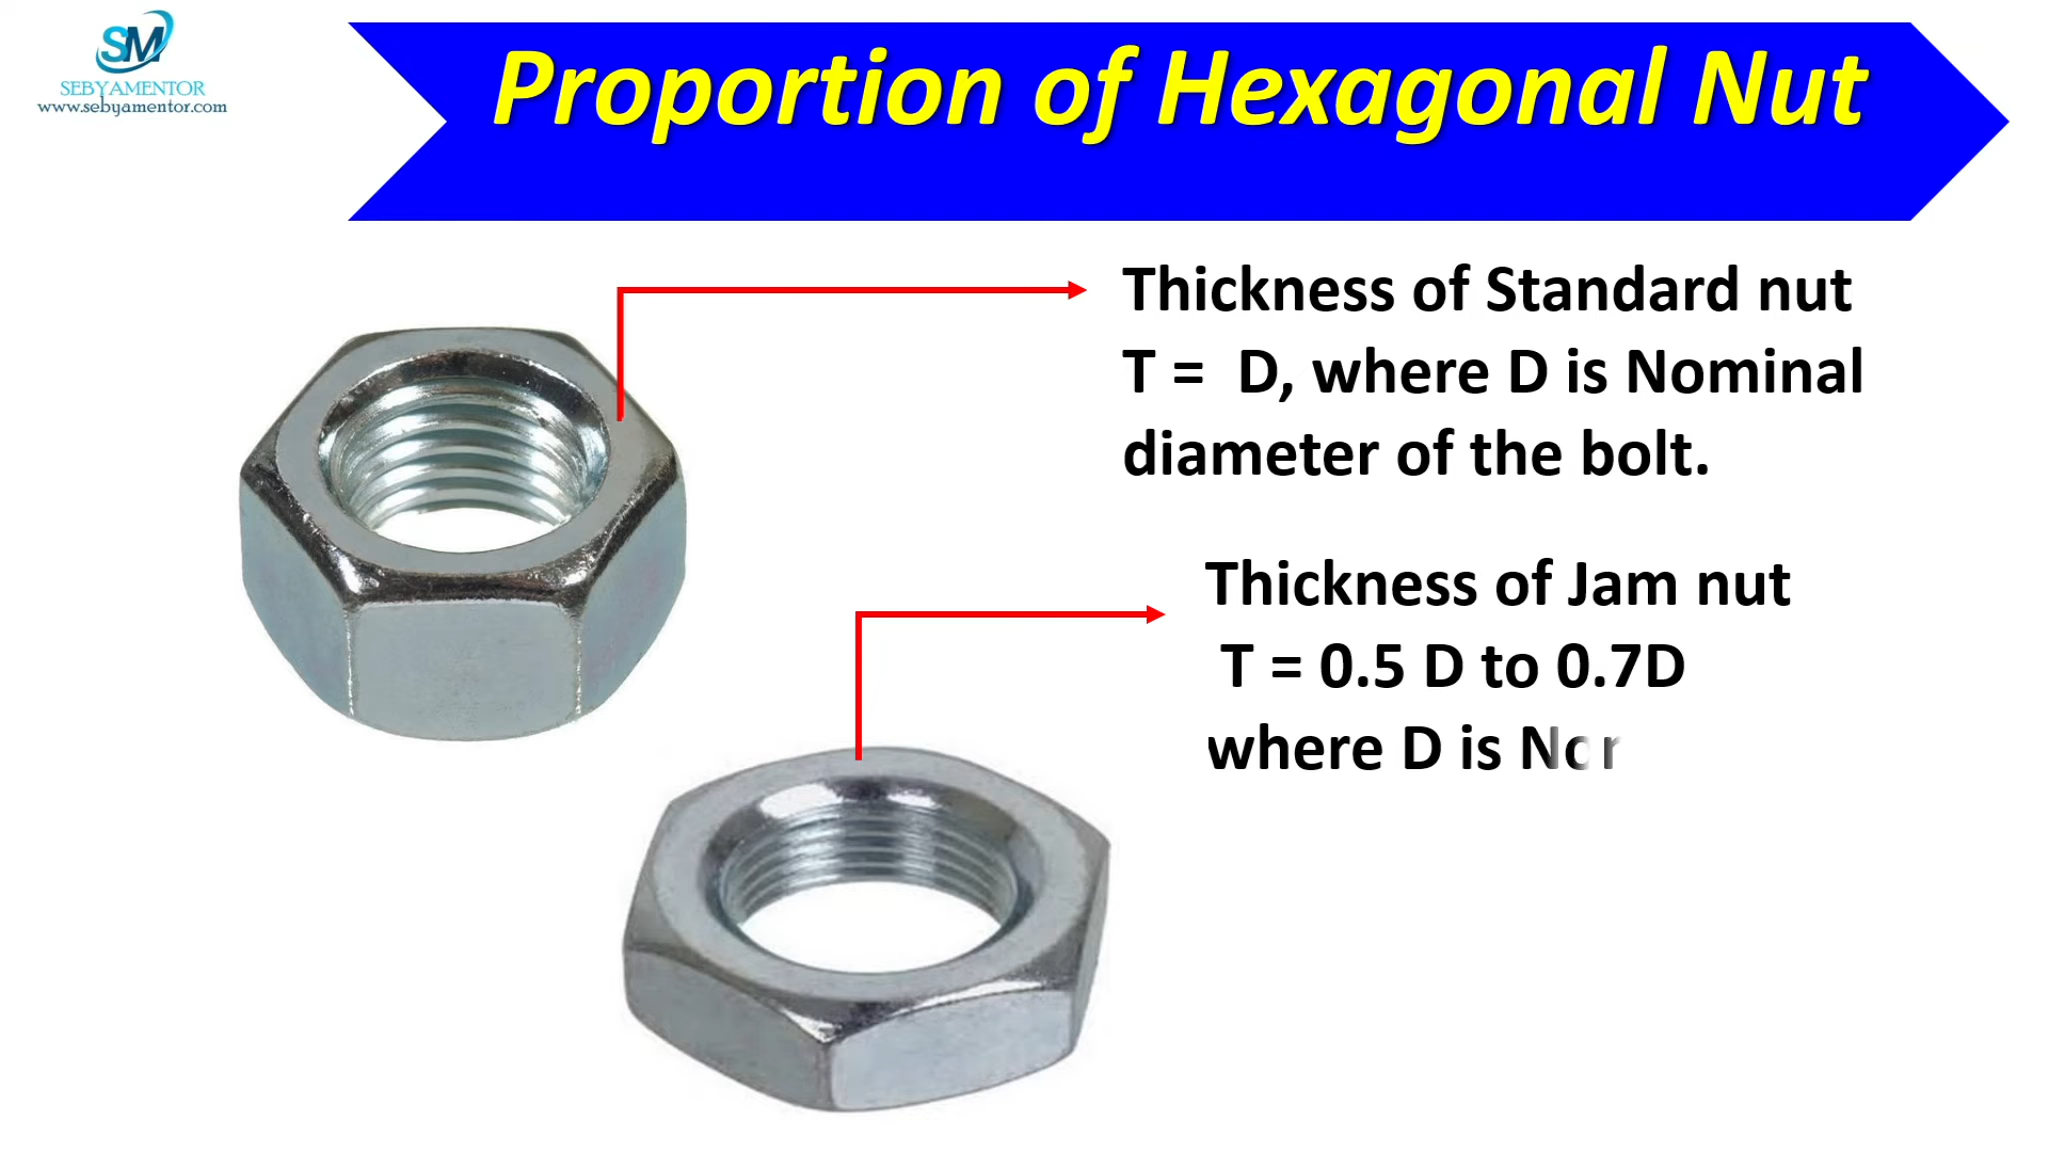 SM
SEBYAMENTOR
www.sebyamentor.com
Proportion of Hexagonal Nut
Thickness of Standard nut
T = D, where D is Nominal
diameter of the bolt.
Thickness of Jam nut
T = 0.5 D to 0.7D
where D is